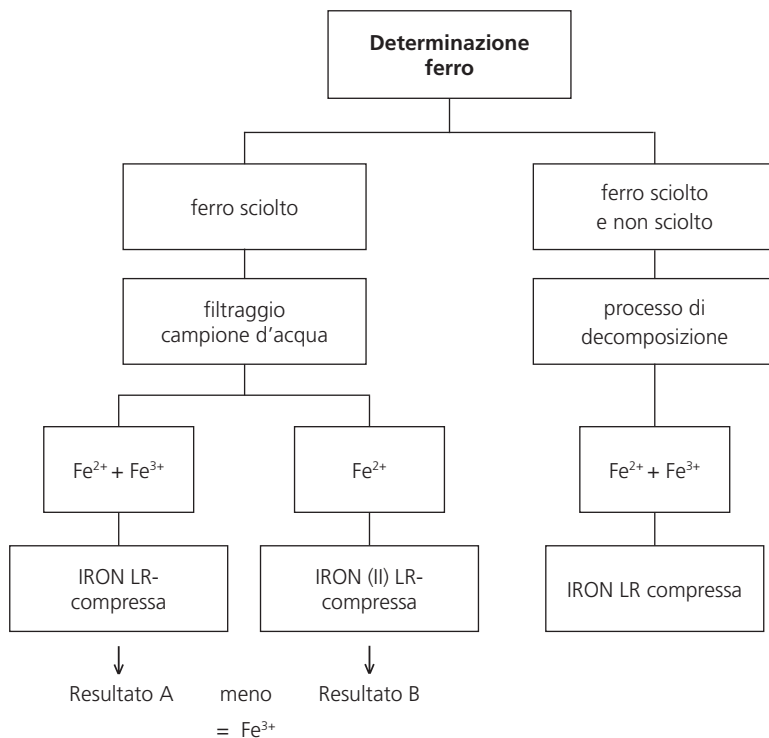 Determinazione
ferro
ferro sciolto
ferro sciolto
e non sciolto
filtraggio
campione d'acqua
processo di
decomposizione
Fe²⁺ + Fe³⁺
Fe²⁺
Fe²⁺ + Fe³⁺
IRON LR-
compressa
IRON (II) LR-
compressa
IRON LR compressa
Resultato A meno Resultato B
= Fe³⁺